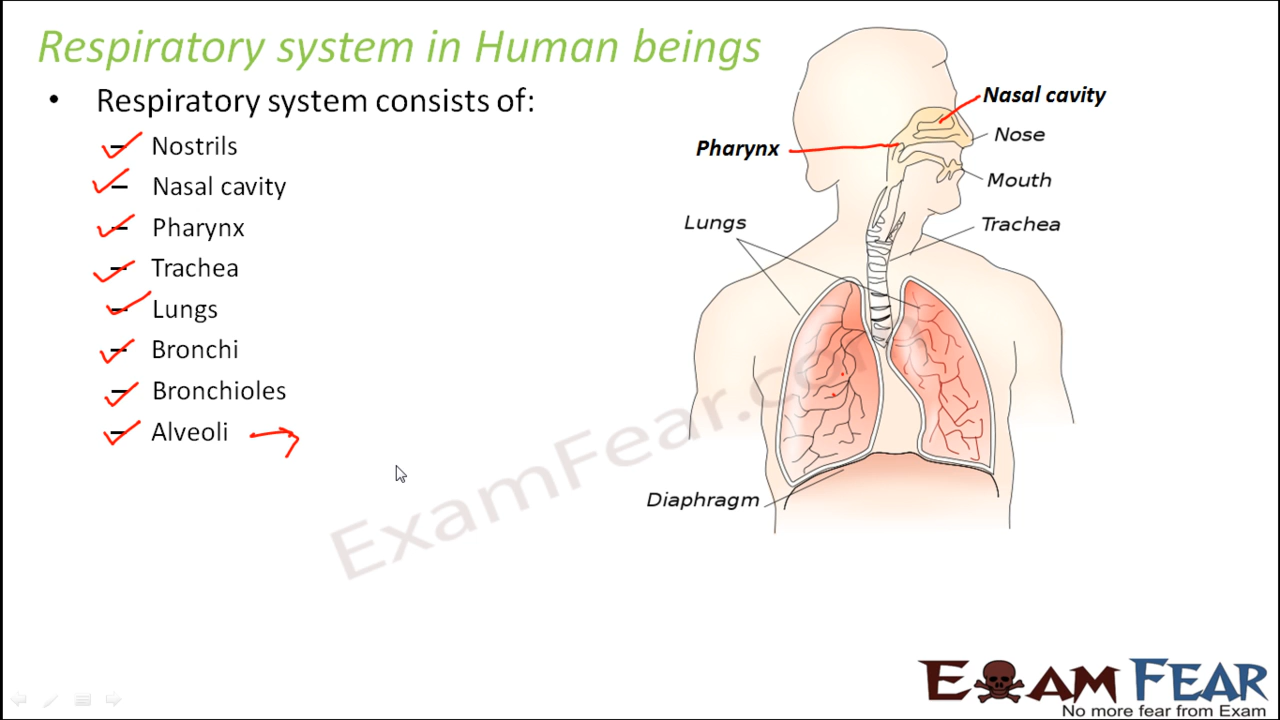 Respiratory system in Human beings
• Respiratory system consists of:
– Nostrils
– Nasal cavity
– Pharynx
– Trachea
– Lungs
– Bronchi
– Bronchioles
– Alveoli
Nasal cavity
Nose
Pharynx
Mouth
Lungs
Trachea
Diaphragm
ExamFear.com
EXAM FEAR
No more fear from Exam